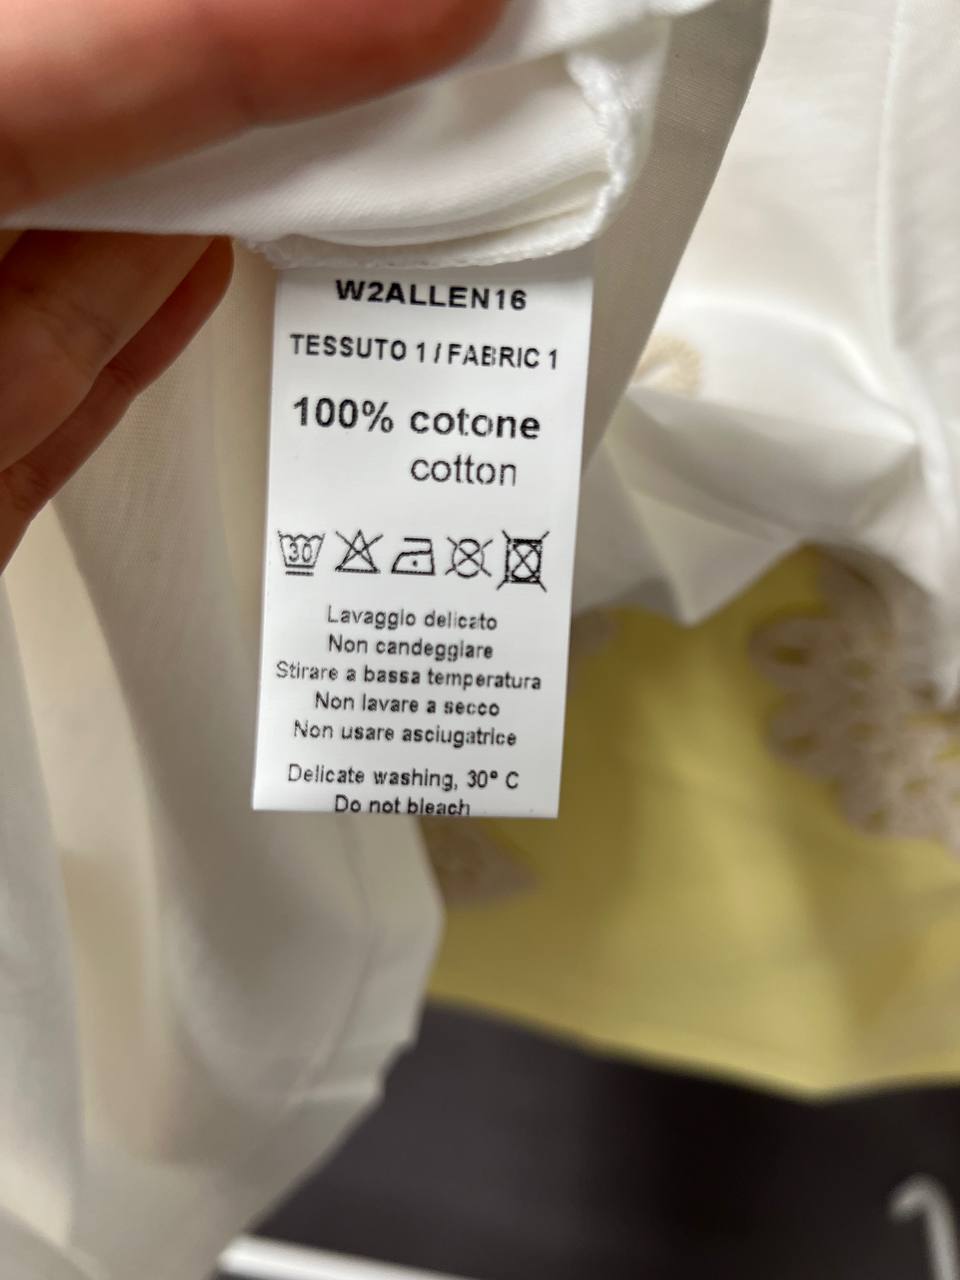 W2ALLEN16
TESSUTO 1 / FABRIC 1
100% cotone
cotton
30
Lavaggio delicato
Non candeggiare
Stirare a bassa temperatura
Non lavare a secco
Non usare asciugatrice
Delicate washing, 30° C
Do not bleach